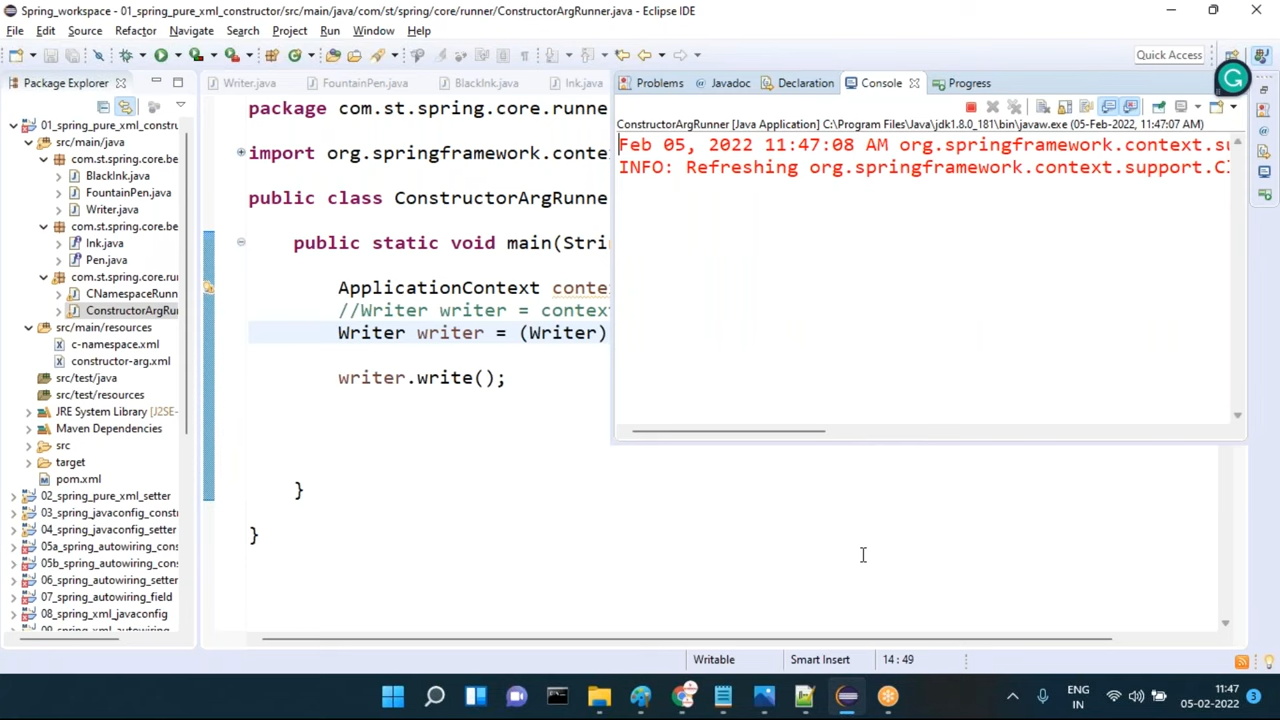 Spring_workspace - 01_spring_pure_xml_constructor/src/main/java/com/st/spring/core/runner/ConstructorArgRunner.java - Eclipse IDE
File Edit Source Refactor Navigate Search Project Run Window Help
Quick Access
Package Explorer
Writer.java FountainPen.java BlackInk.java Ink.java
Problems Javadoc Declaration Console Progress
01_spring_pure_xml_constru
src/main/java
com.st.spring.core.be
BlackInk.java
FountainPen.java
Writer.java
com.st.spring.core.be
Ink.java
Pen.java
com.st.spring.core.ru
CNamespaceRunn
ConstructorArgRu
src/main/resources
c-namespace.xml
constructor-arg.xml
src/test/java
src/test/resources
JRE System Library [J2SE-
Maven Dependencies
src
target
pom.xml
02_spring_pure_xml_setter
03_spring_javaconfig_const
04_spring_javaconfig_setter
05a_spring_autowiring_cons
05b_spring_autowiring_con
06_spring_autowiring_setter
07_spring_autowiring_field
08_spring_xml_javaconfig
09_spring_xml_autowiring
package com.st.spring.core.runner
import org.springframework.conte
public class ConstructorArgRunner
public static void main(Strin
ApplicationContext conte
//Writer writer = contex
Writer writer = (Writer)
writer.write();
}
}
ConstructorArgRunner [Java Application] C:\Program Files\Java\jdk1.8.0_181\bin\javaw.exe (05-Feb-2022, 11:47:07 AM)
Feb 05, 2022 11:47:08 AM org.springframework.context.su
INFO: Refreshing org.springframework.context.support.Cl
Writable Smart Insert 14 : 49
ENG
IN
11:47
05-02-2022
3